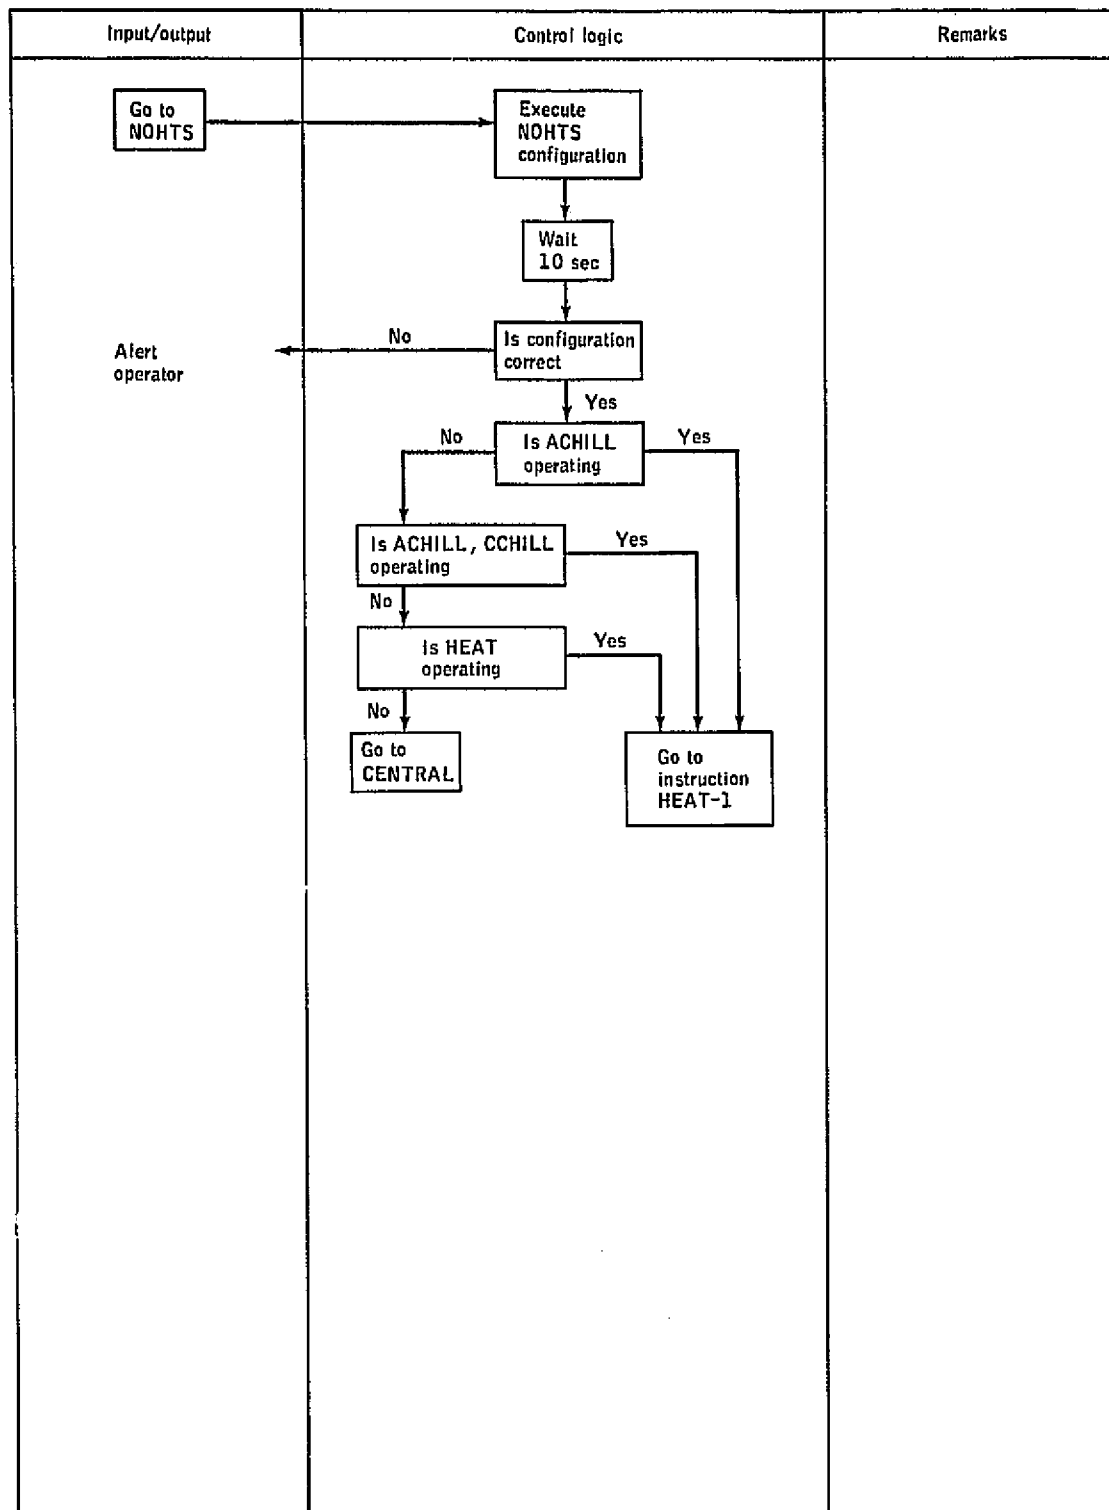 Input/output
Control logic
Remarks
Go to
NOHTS
Execute
NOHTS
configuration
Wait
10 sec
No
Is configuration
correct
Alert
operator
Yes
No
Is ACHILL
operating
Yes
Is ACHILL, CCHILL
operating
Yes
No
Is HEAT
operating
Yes
No
Go to
CENTRAL
Go to
instruction
HEAT-1